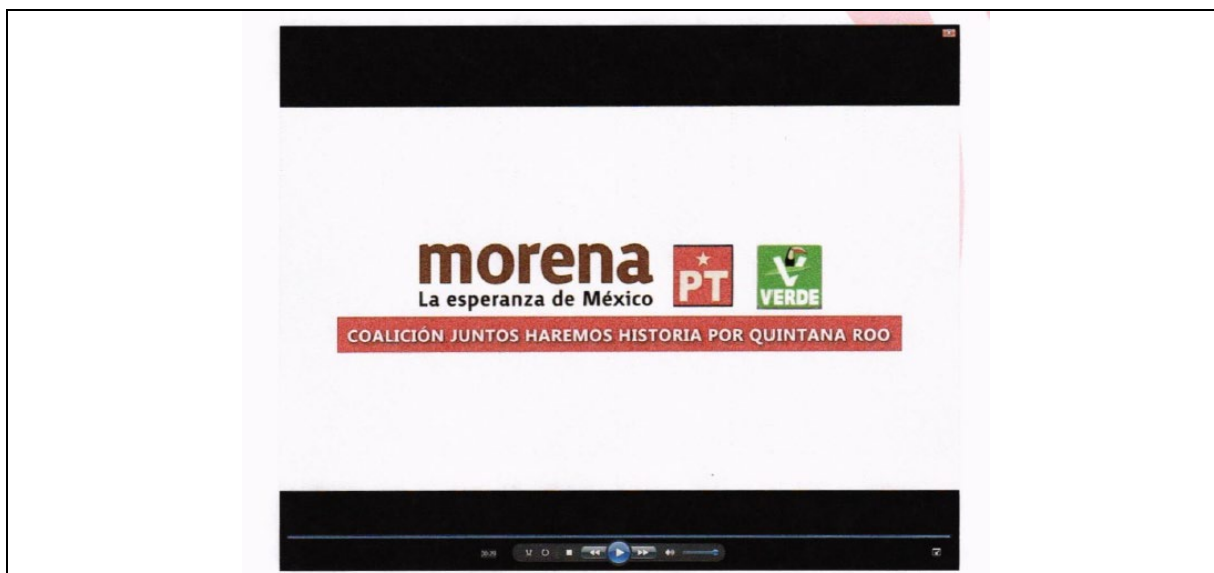 morena
La esperanza de México
PT
VERDE
COALICIÓN JUNTOS HAREMOS HISTORIA POR QUINTANA ROO